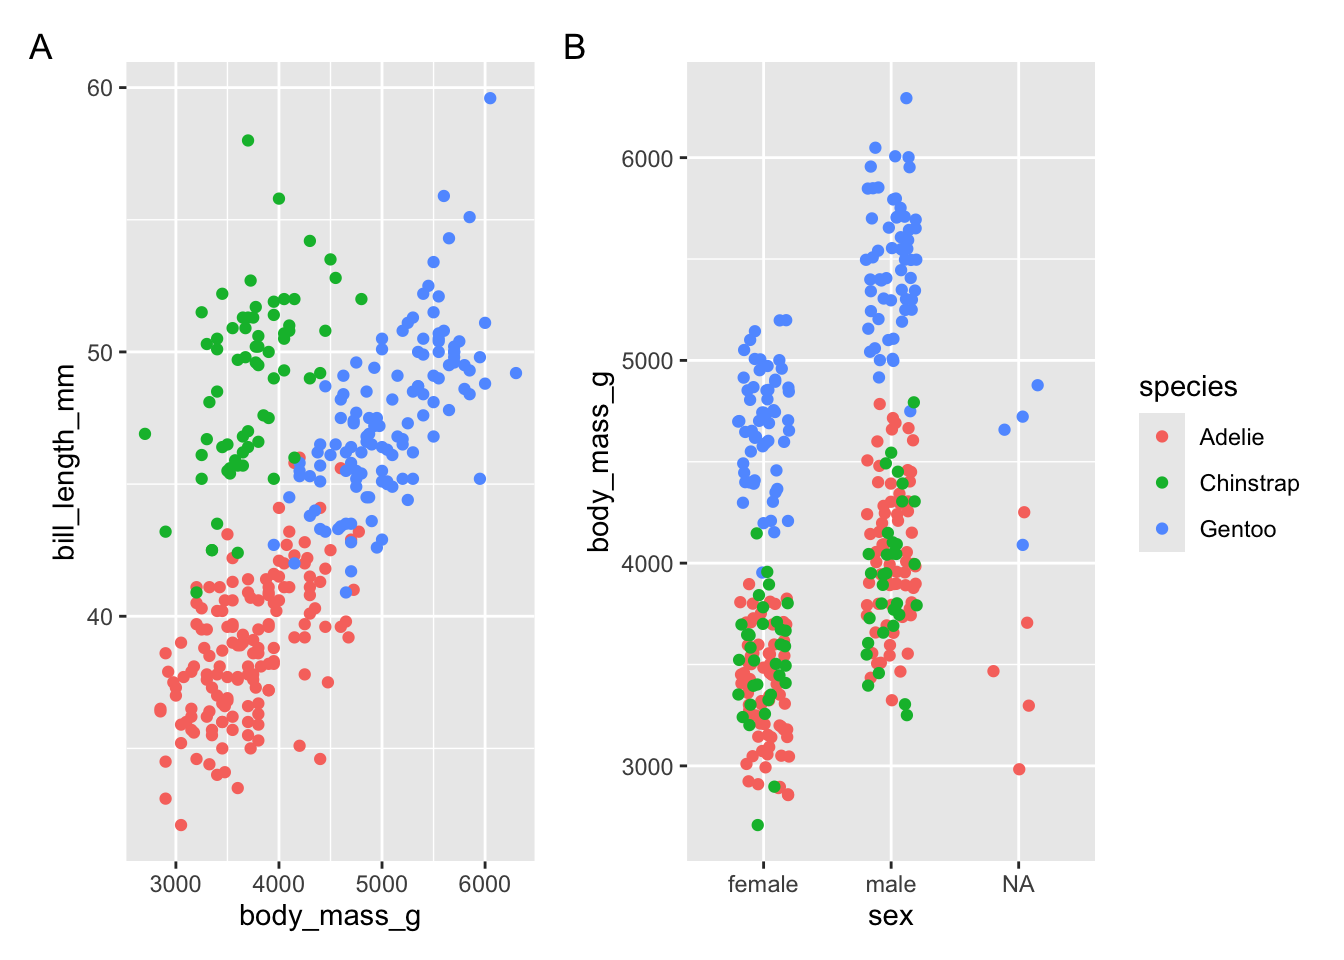 A
B
60
50
40
bill_length_mm
3000 4000 5000 6000
body_mass_g
6000
5000
4000
3000
body_mass_g
female male NA
sex
species
Adelie
Chinstrap
Gentoo